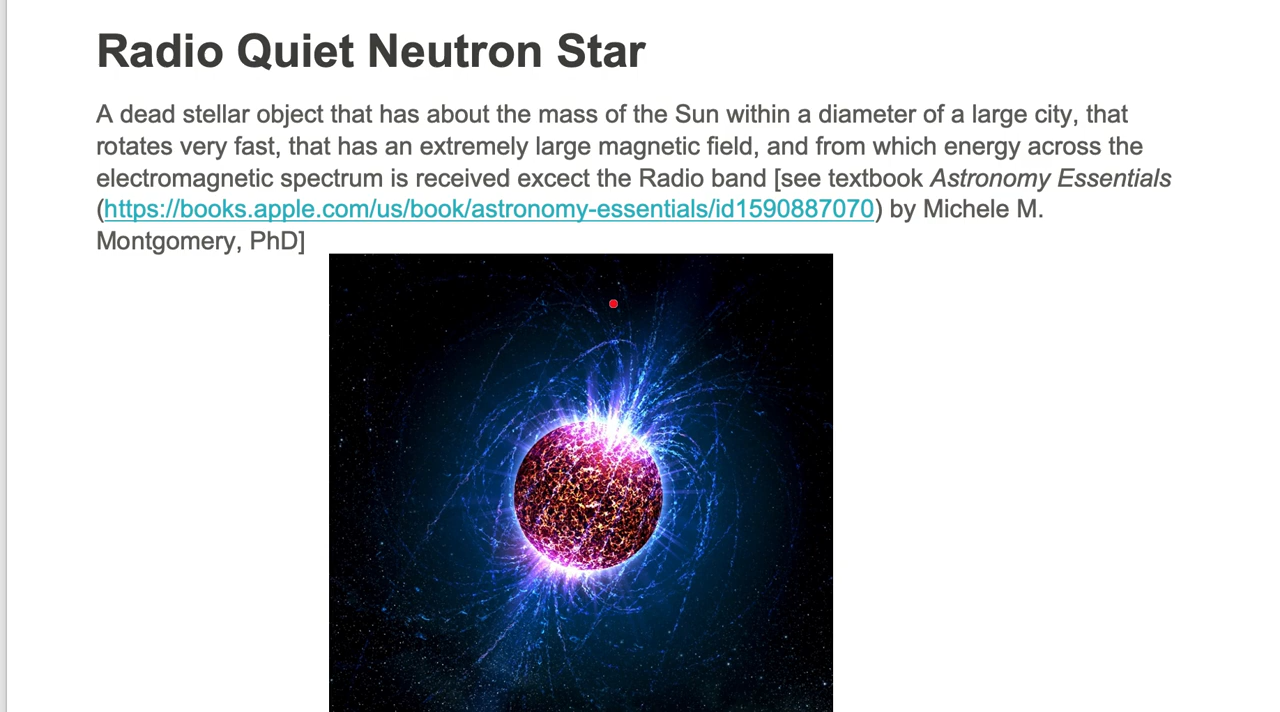 Radio Quiet Neutron Star
A dead stellar object that has about the mass of the Sun within a diameter of a large city, that
rotates very fast, that has an extremely large magnetic field, and from which energy across the
electromagnetic spectrum is received excect the Radio band [see textbook Astronomy Essentials
(https://books.apple.com/us/book/astronomy-essentials/id1590887070) by Michele M.
Montgomery, PhD]